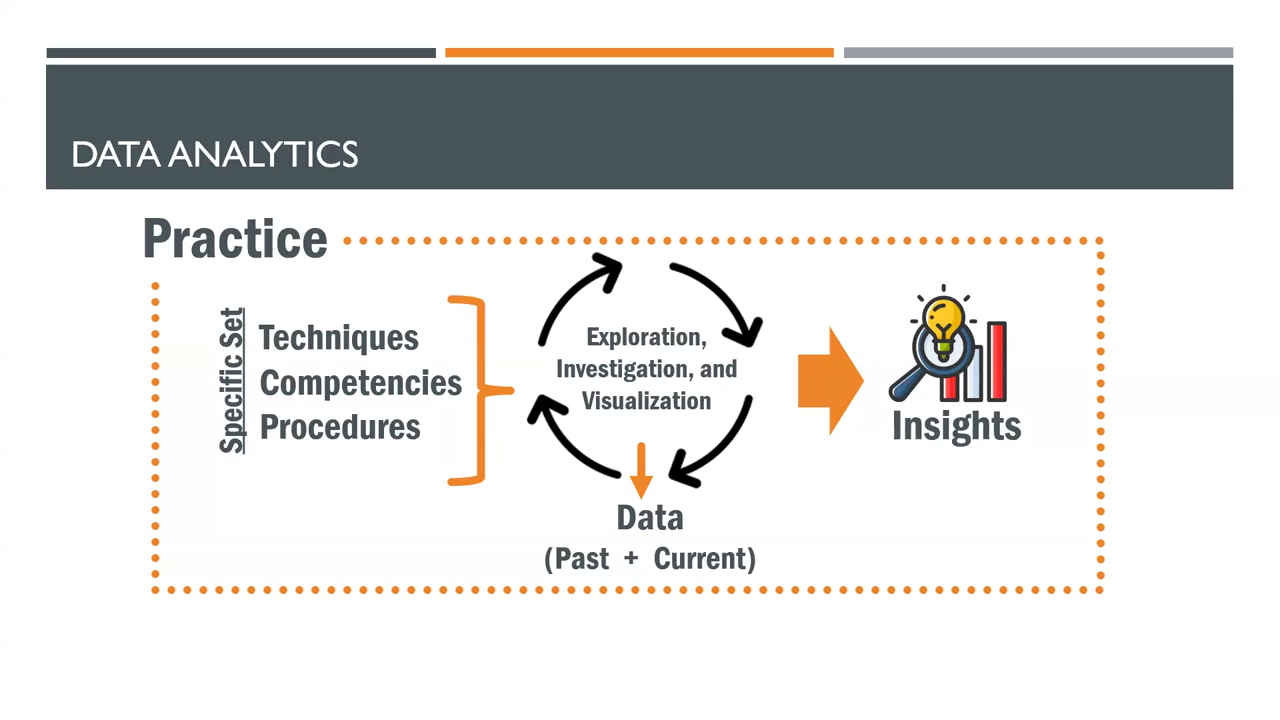 DATA ANALYTICS
Practice
Specific Set
Techniques
Competencies
Procedures
Exploration,
Investigation, and
Visualization
Data
(Past + Current)
Insights